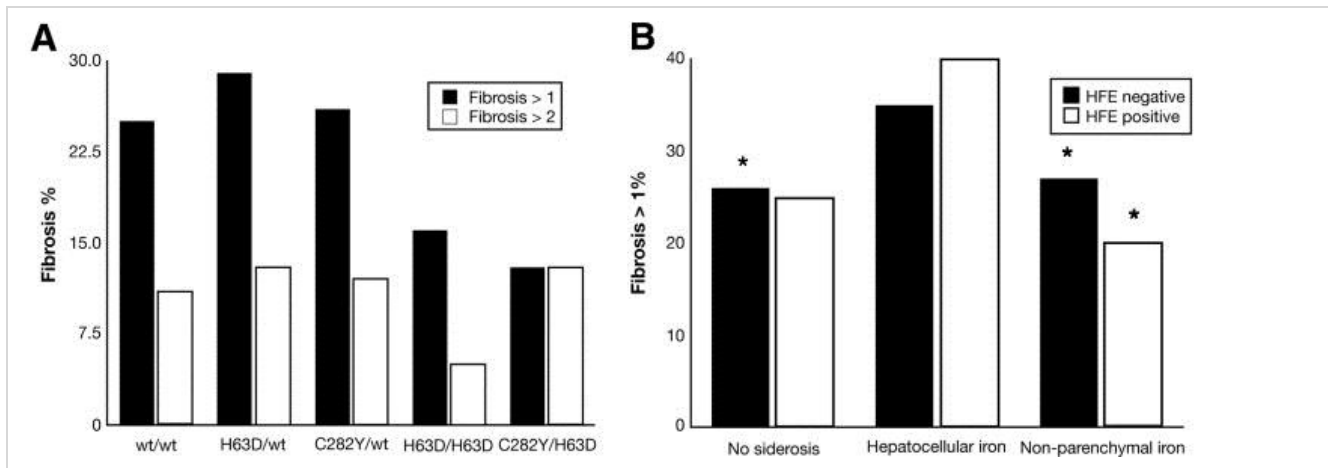 A
Fibrosis %
30.0
22.5
15.0
7.5
0
Fibrosis > 1
Fibrosis > 2
wt/wt
H63D/wt
C282Y/wt
H63D/H63D
C282Y/H63D
B
Fibrosis > 1%
40
30
20
10
0
HFE negative
HFE positive
*
*
*
No siderosis
Hepatocellular iron
Non-parenchymal iron